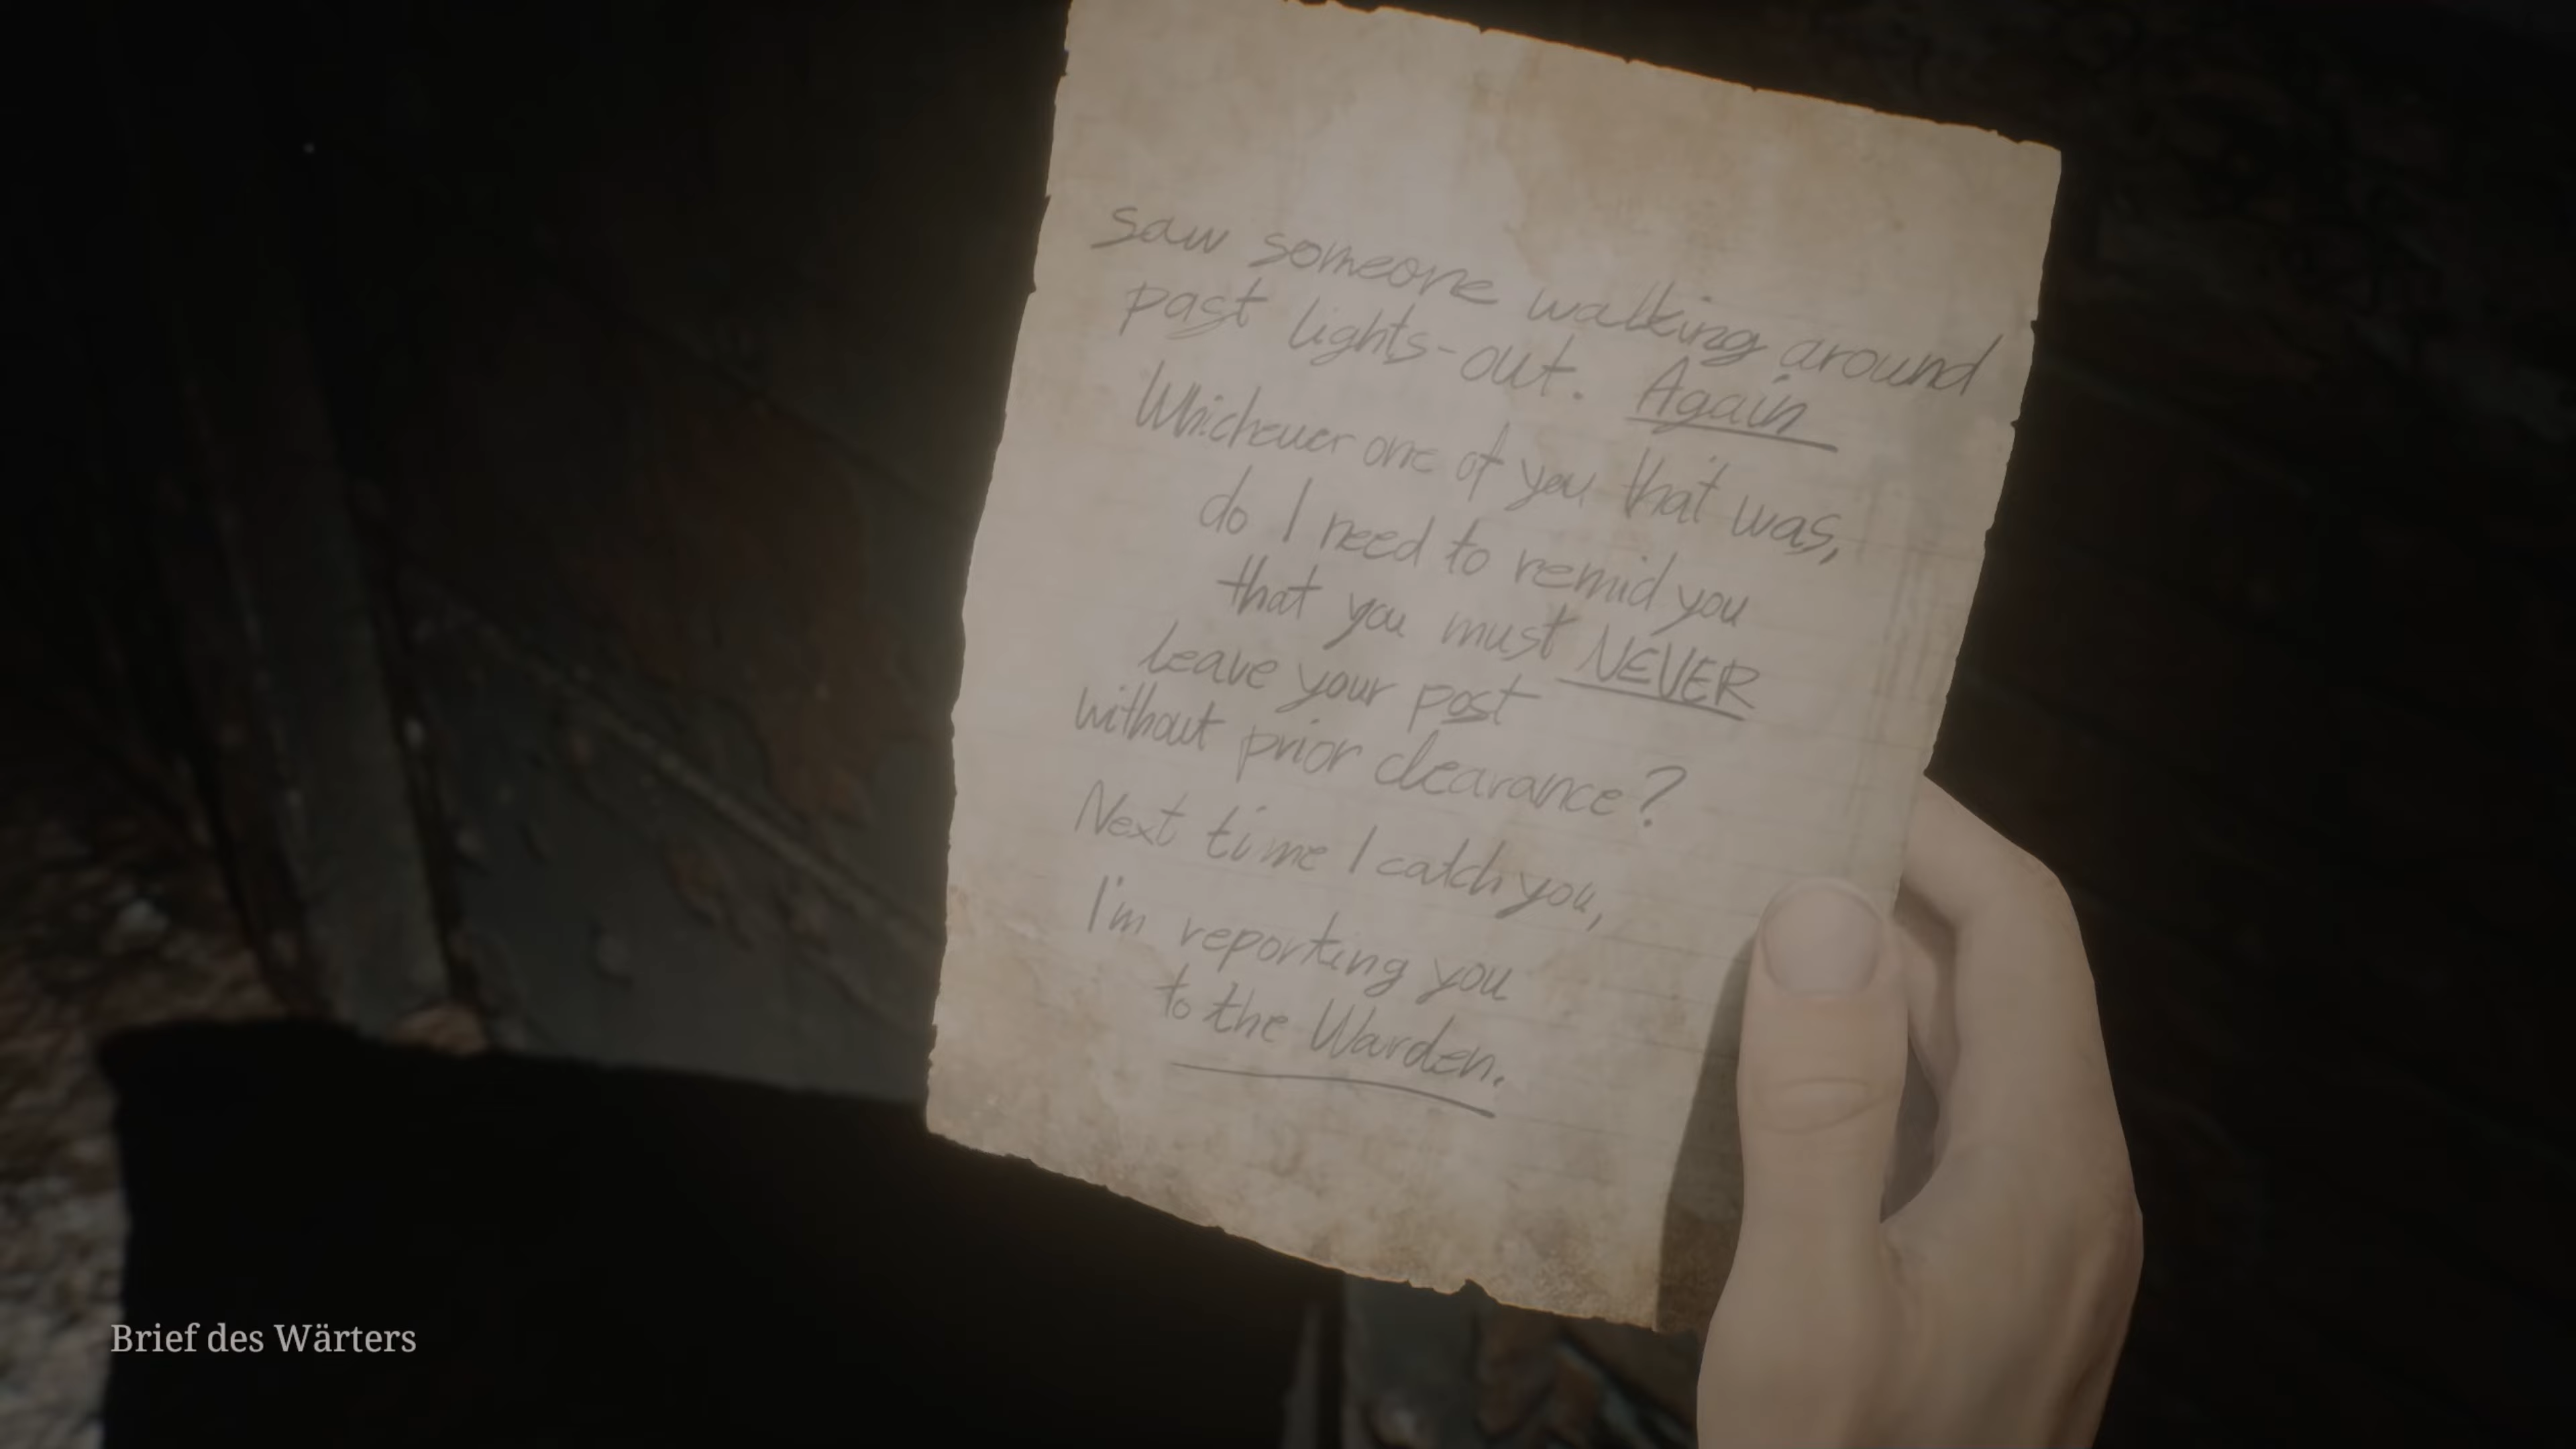 saw someone walking around
past lights-out. Again
Whichever one of you that was,
do I need to remid you
that you must NEVER
leave your post
without prior clearance?
Next time I catch you,
I'm reporting you
to the Warden.
Brief des Wärters